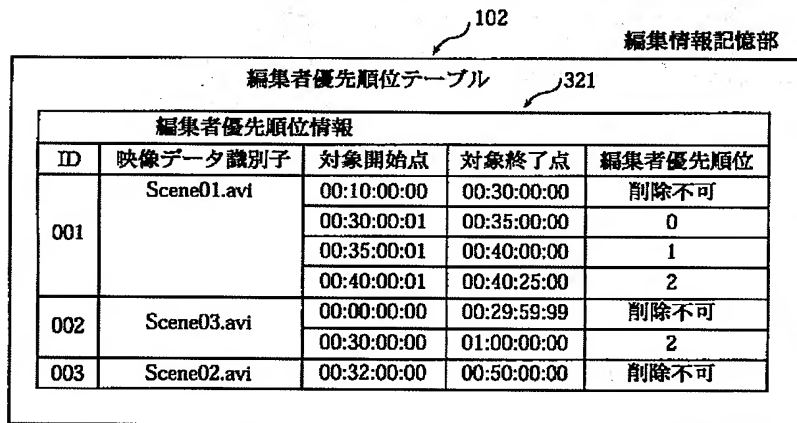 102
編集情報記憶部
編集者優先順位テーブル
321
編集者優先順位情報
ID 映像データ識別子 対象開始点 対象終了点 編集者優先順位
001 Scene01.avi 00:10:00:00 00:30:00:00 削除不可
00:30:00:01 00:35:00:00 0
00:35:00:01 00:40:00:00 1
00:40:00:01 00:40:25:00 2
002 Scene03.avi 00:00:00:00 00:29:59:99 削除不可
00:30:00:00 01:00:00:00 2
003 Scene02.avi 00:32:00:00 00:50:00:00 削除不可